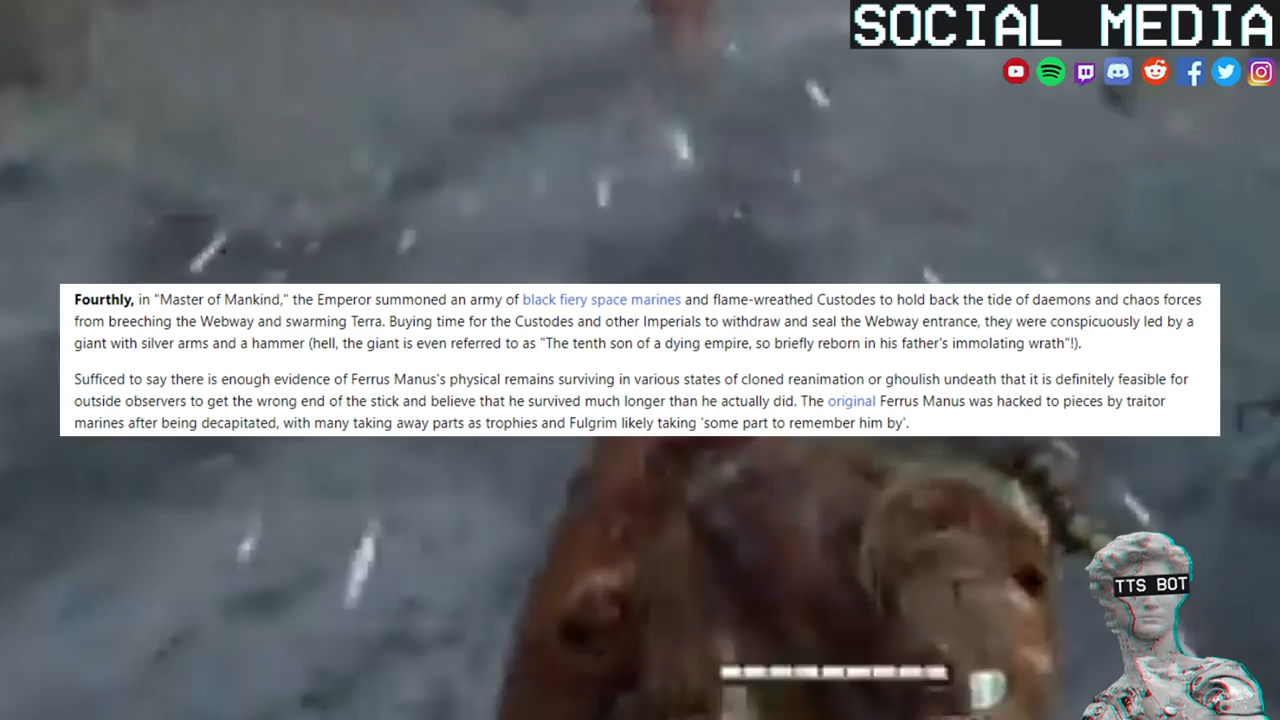 SOCIAL MEDIA
Fourthly, in "Master of Mankind," the Emperor summoned an army of black fiery space marines and flame-wreathed Custodes to hold back the tide of daemons and chaos forces
from breeching the Webway and swarming Terra. Buying time for the Custodes and other Imperials to withdraw and seal the Webway entrance, they were conspicuously led by a
giant with silver arms and a hammer (hell, the giant is even referred to as "The tenth son of a dying empire, so briefly reborn in his father's immolating wrath"!).
Sufficed to say there is enough evidence of Ferrus Manus's physical remains surviving in various states of cloned reanimation or ghoulish undeath that it is definitely feasible for
outside observers to get the wrong end of the stick and believe that he survived much longer than he actually did. The original Ferrus Manus was hacked to pieces by traitor
marines after being decapitated, with many taking away parts as trophies and Fulgrim likely taking 'some part to remember him by'.
TTS BOT